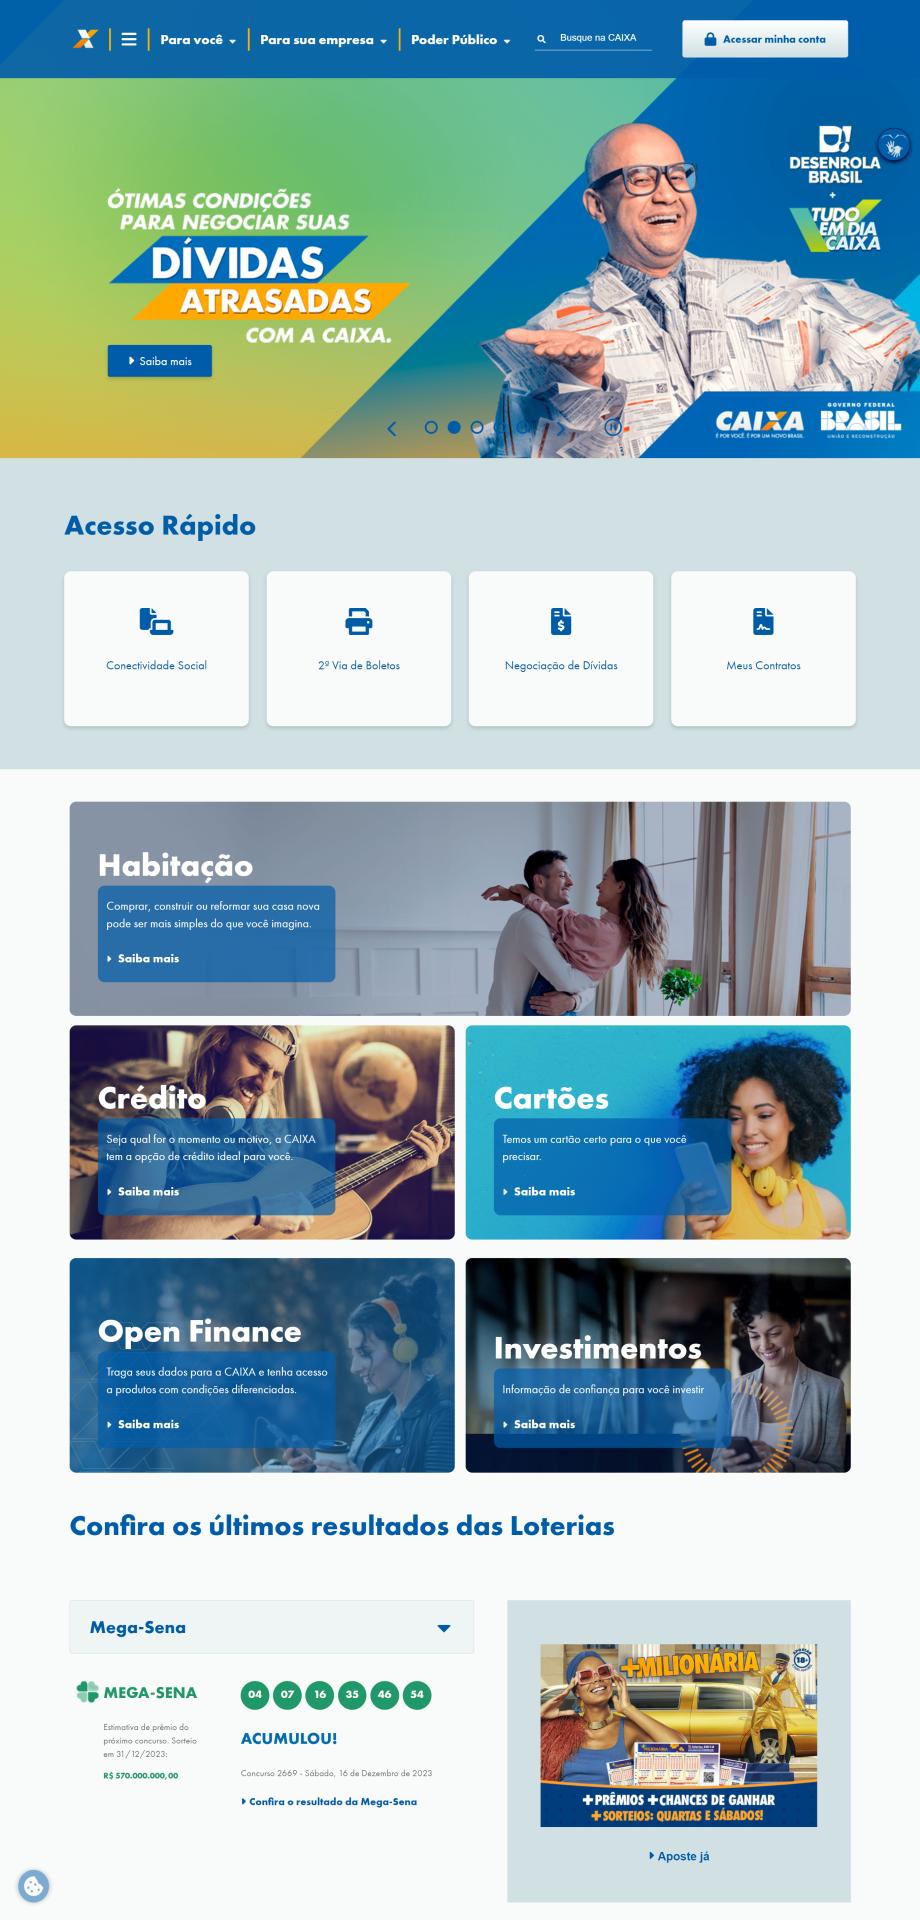 Para você
Para sua empresa
Poder Público
Busque na CAIXA
Acessar minha conta
ÓTIMAS CONDIÇÕES
PARA NEGOCIAR SUAS
DÍVIDAS
ATRASADAS
COM A CAIXA.
Saiba mais
DESENROLA
BRASIL
+
TUDO
EM DIA
CAIXA
CAIXA
É POR VOCÊ. É POR UM NOVO BRASIL.
GOVERNO FEDERAL
BRASIL
UNIÃO E RECONSTRUÇÃO
Acesso Rápido
Conectividade Social
2ª Via de Boletos
Negociação de Dívidas
Meus Contratos
Habitação
Comprar, construir ou reformar sua casa nova
pode ser mais simples do que você imagina.
Saiba mais
Crédito
Seja qual for o momento ou motivo, a CAIXA
tem a opção de crédito ideal para você.
Saiba mais
Cartões
Temos um cartão certo para o que você
precisar.
Saiba mais
Open Finance
Traga seus dados para a CAIXA e tenha acesso
a produtos com condições diferenciadas.
Saiba mais
Investimentos
Informação de confiança para você investir
Saiba mais
Confira os últimos resultados das Loterias
Mega-Sena
MEGA-SENA
Estimativa de prêmio do
próximo concurso. Sorteio
em 31/12/2023:
R$ 570.000.000,00
04 07 16 35 46 54
ACUMULOU!
Concurso 2669 - Sábado, 16 de Dezembro de 2023
Confira o resultado da Mega-Sena
+MILIONÁRIA
18+
+PRÊMIOS +CHANCES DE GANHAR
+SORTEIOS: QUARTAS E SÁBADOS!
Aposte já